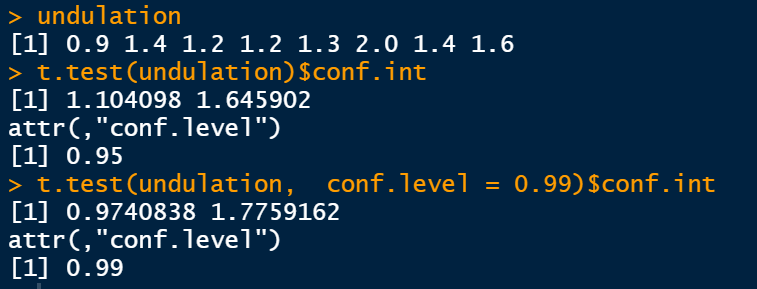 > undulation
[1] 0.9 1.4 1.2 1.2 1.3 2.0 1.4 1.6
> t.test(undulation)$conf.int
[1] 1.104098 1.645902
attr(,"conf.level")
[1] 0.95
> t.test(undulation,  conf.level = 0.99)$conf.int
[1] 0.9740838 1.7759162
attr(,"conf.level")
[1] 0.99